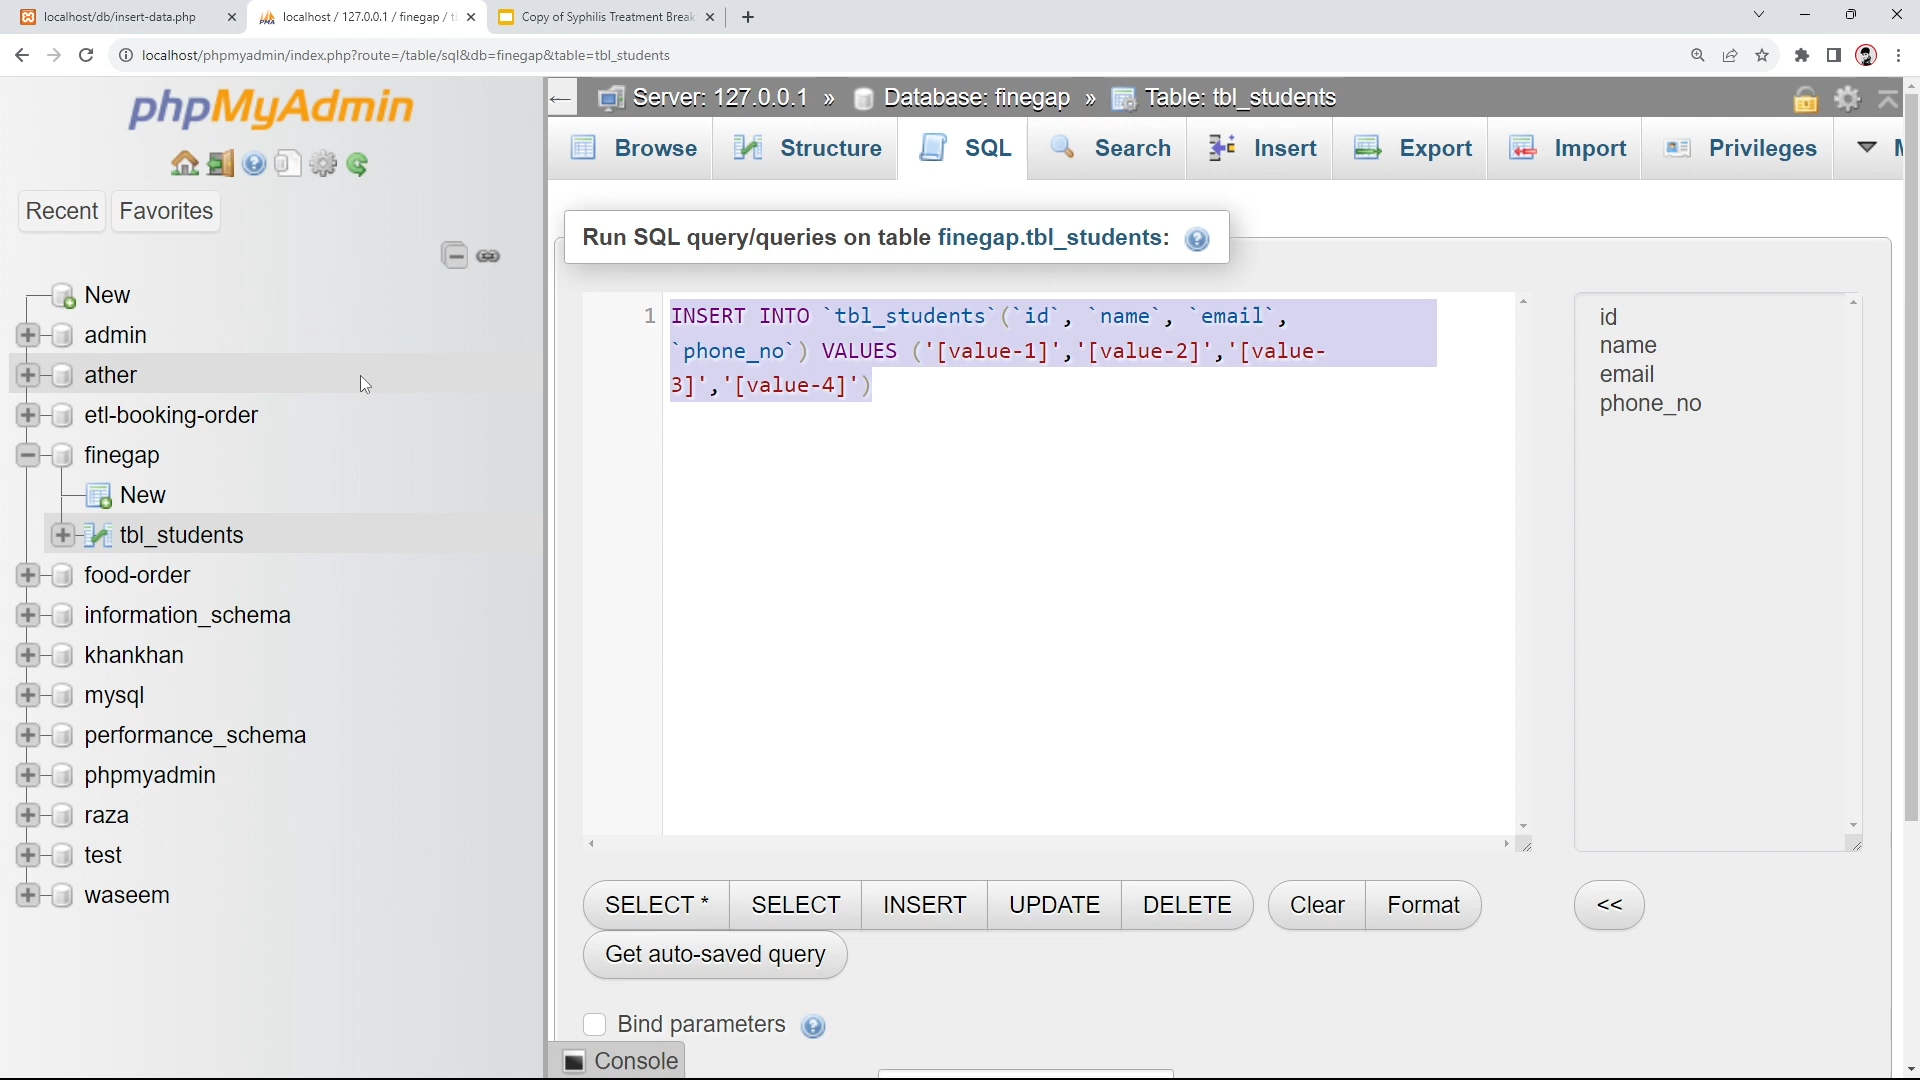 localhost/db/insert-data.php
localhost / 127.0.0.1 / finegap / t
Copy of Syphilis Treatment Break
localhost/phpmyadmin/index.php?route=/table/sql&db=finegap&table=tbl_students
phpMyAdmin
Recent
Favorites
New
admin
ather
etl-booking-order
finegap
New
tbl_students
food-order
information_schema
khankhan
mysql
performance_schema
phpmyadmin
raza
test
waseem
Server: 127.0.0.1 » Database: finegap » Table: tbl_students
Browse
Structure
SQL
Search
Insert
Export
Import
Privileges
Run SQL query/queries on table finegap.tbl_students:
1
INSERT INTO `tbl_students`(`id`, `name`, `email`,
`phone_no`) VALUES ('[value-1]','[value-2]','[value-
3]','[value-4]')
id
name
email
phone_no
SELECT *
SELECT
INSERT
UPDATE
DELETE
Clear
Format
<<
Get auto-saved query
Bind parameters
Console